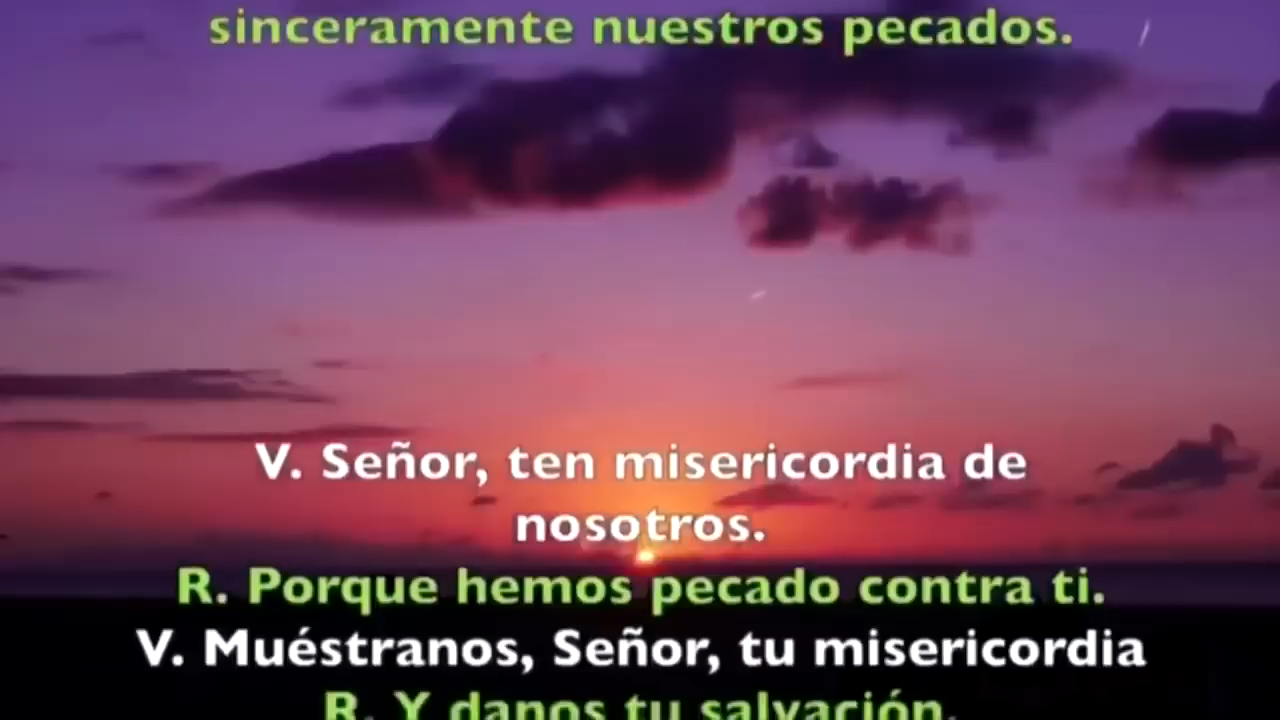 sinceramente nuestros pecados.
V. Señor, ten misericordia de
nosotros.
R. Porque hemos pecado contra ti.
V. Muéstranos, Señor, tu misericordia
R. Y danos tu salvación.